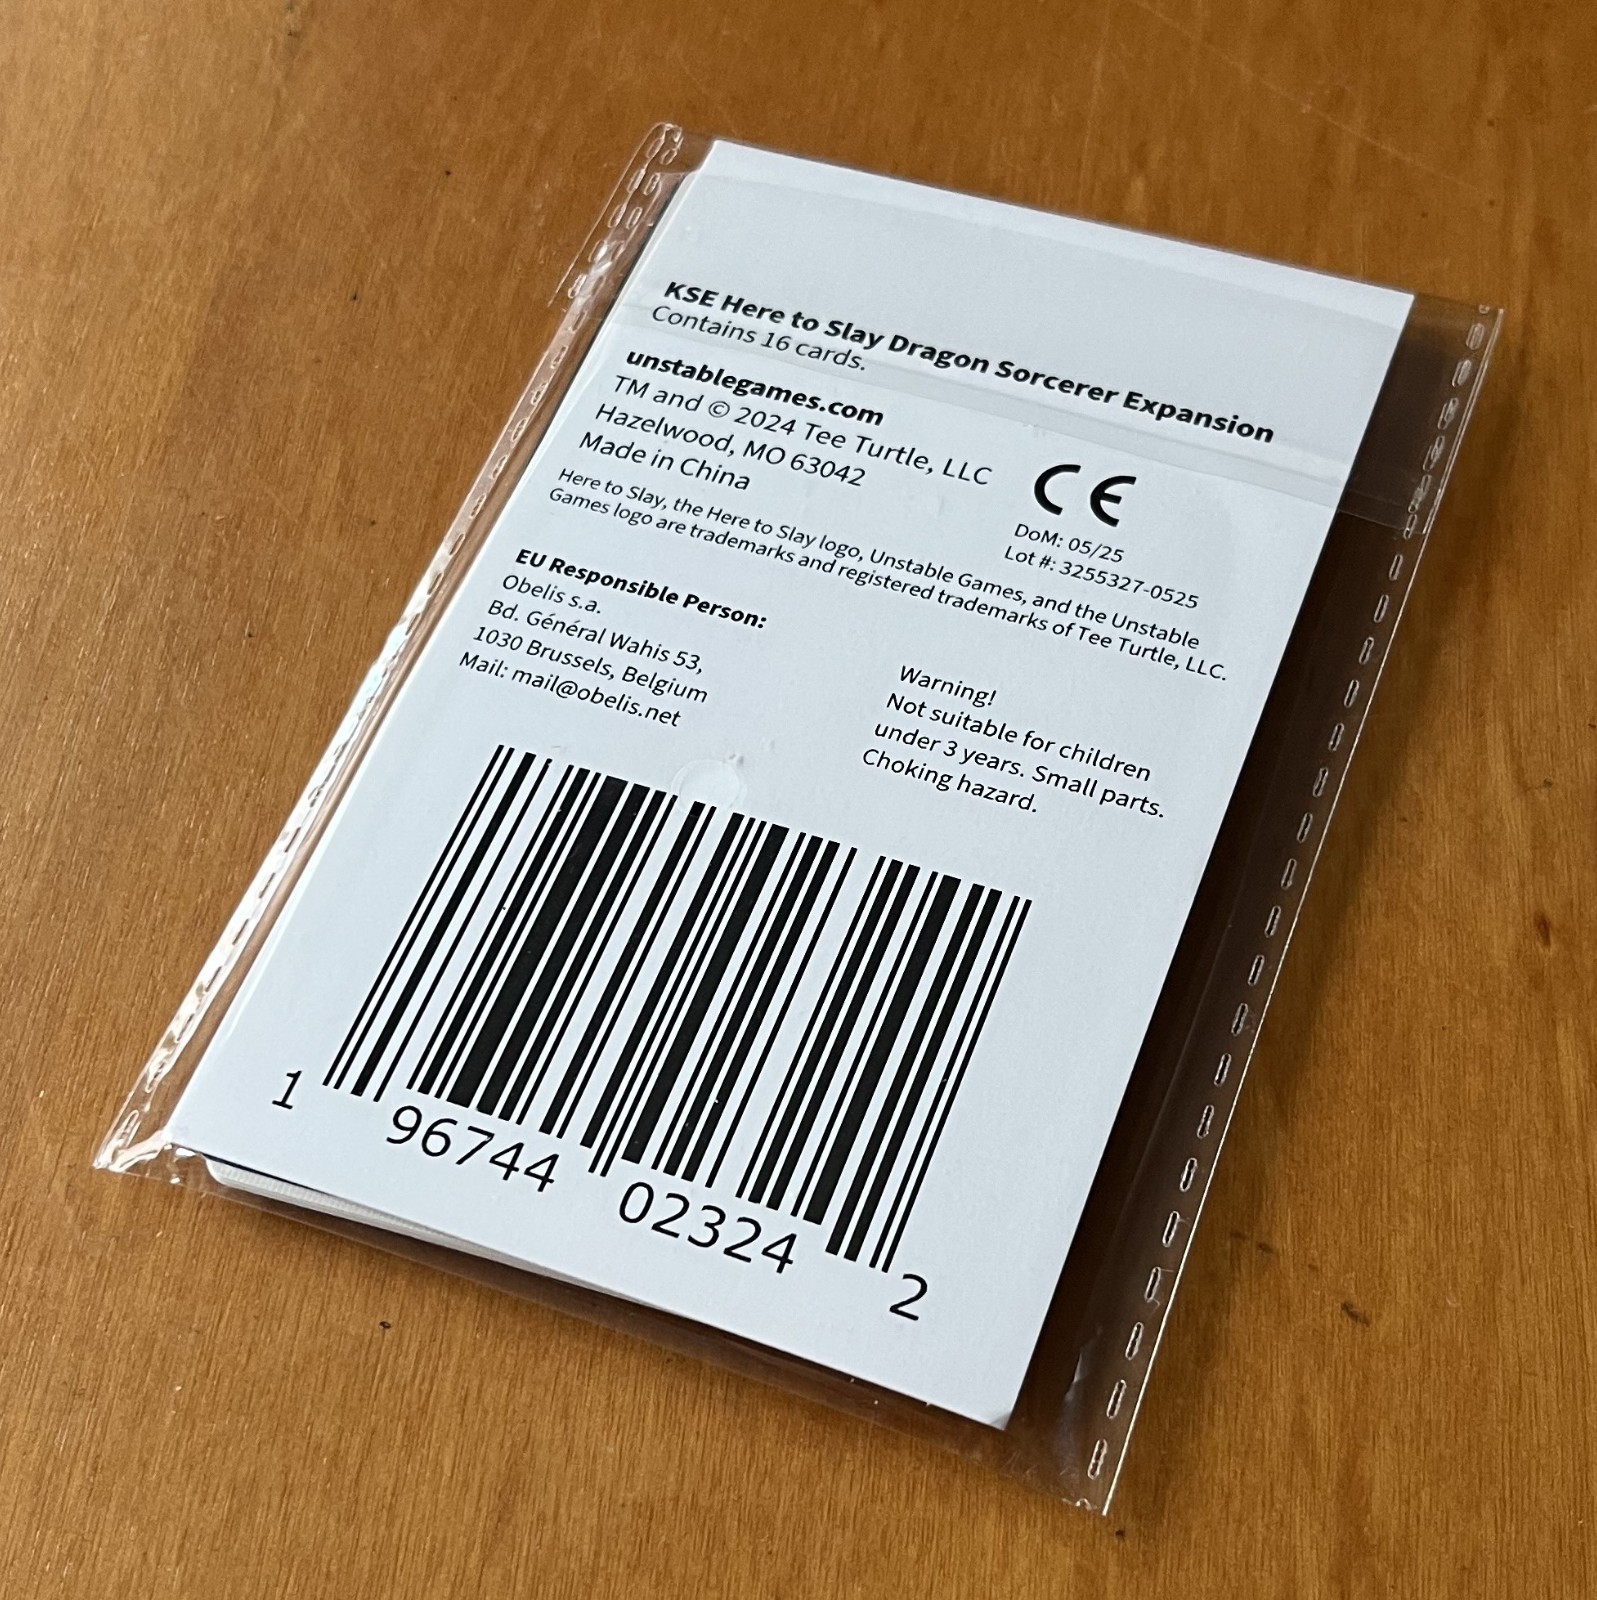 KSE Here to Slay Dragon Sorcerer Expansion
Contains 16 cards.
unstablegames.com
TM and © 2024 Tee Turtle, LLC
Hazelwood, MO 63042
Made in China
CE
DoM: 05/25
Lot #: 3255327-0525
Here to Slay, the Here to Slay logo, Unstable Games, and the Unstable
Games logo are trademarks and registered trademarks of Tee Turtle, LLC.
EU Responsible Person:
Obelis s.a.
Bd. Général Wahis 53,
1030 Brussels, Belgium
Mail: mail@obelis.net
Warning!
Not suitable for children
under 3 years. Small parts.
Choking hazard.
1 96744 02324 2